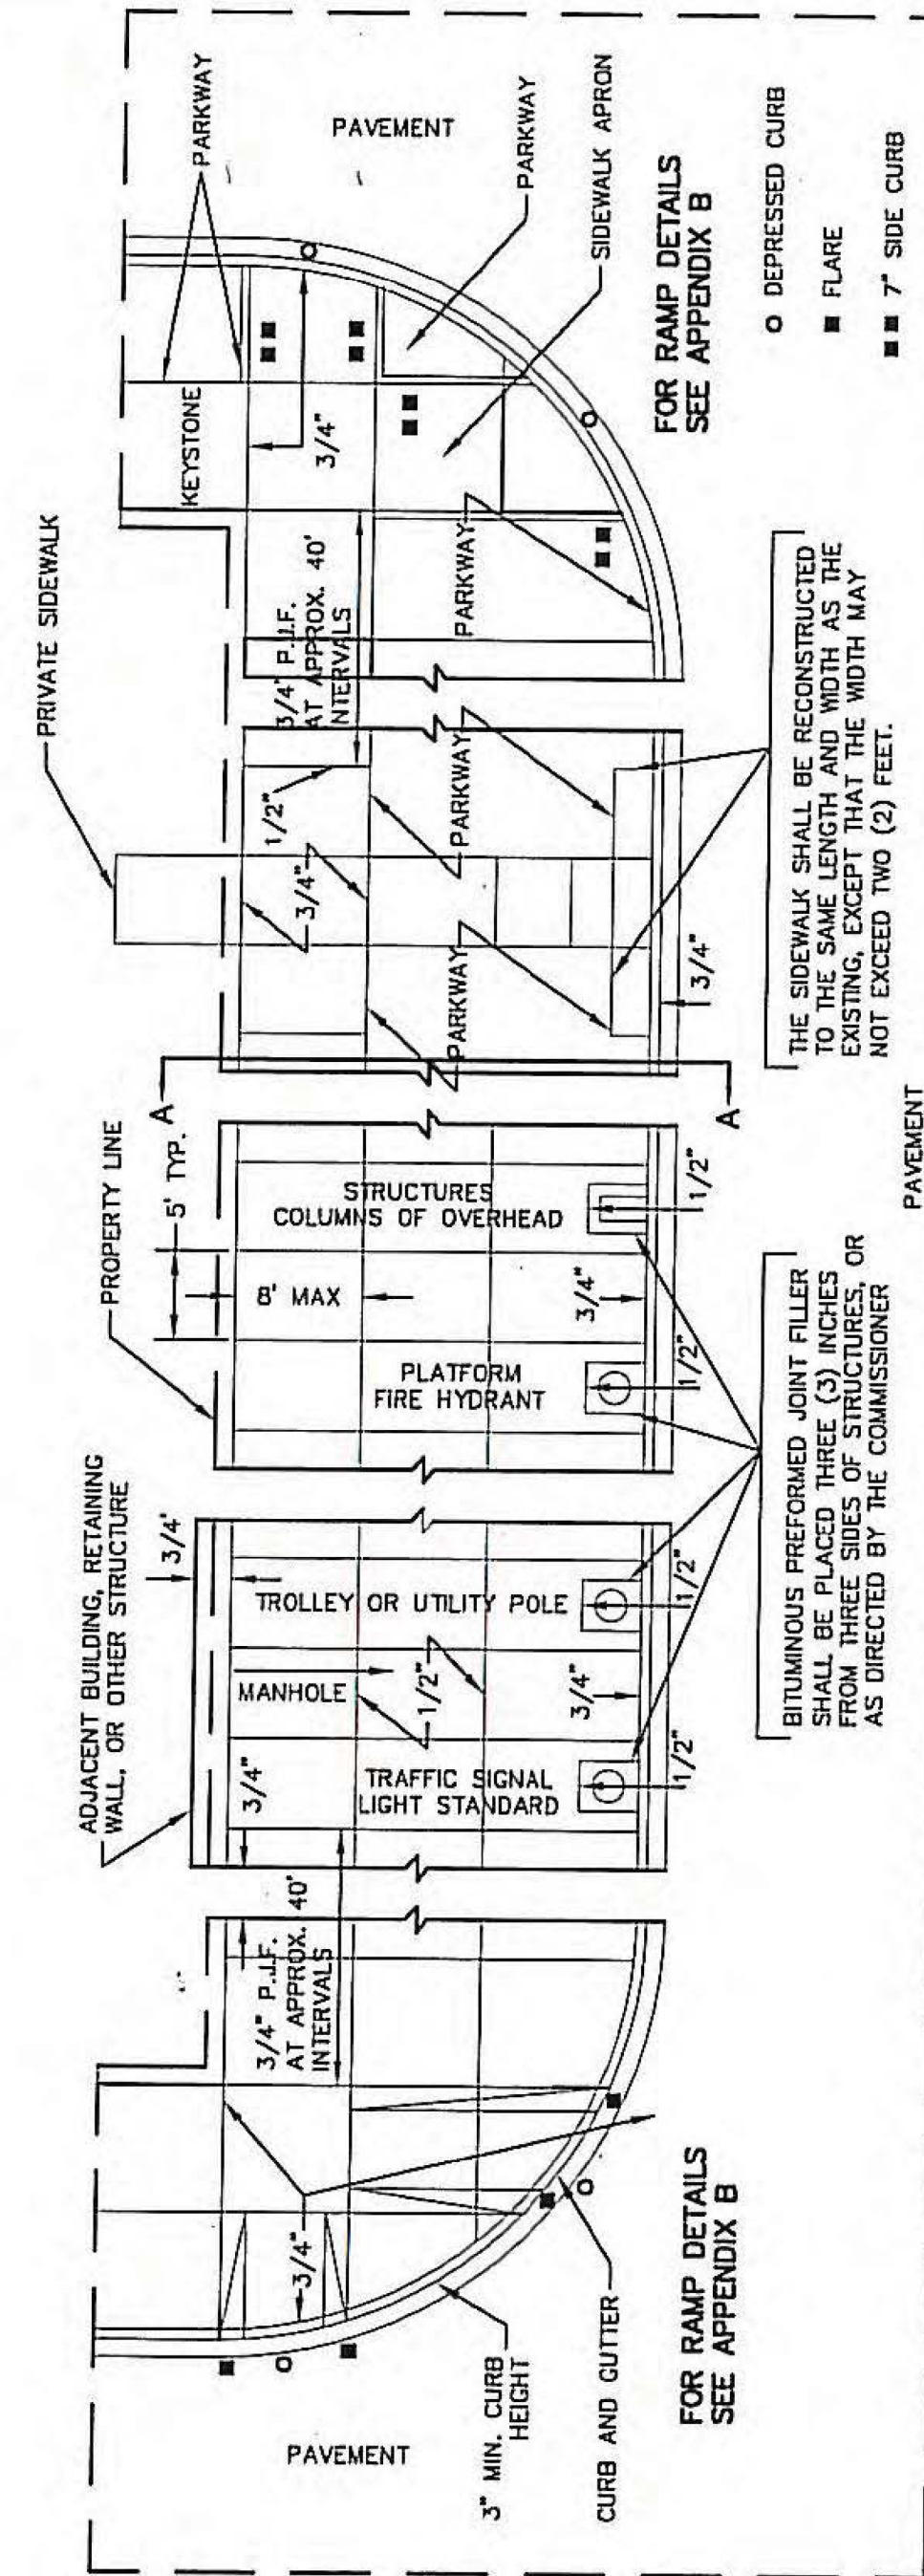 ADJACENT BUILDING, RETAINING
WALL, OR OTHER STRUCTURE
PROPERTY LINE
PRIVATE SIDEWALK
PARKWAY
PAVEMENT
3/4"
3/4" P.J.F.
AT APPROX. 40'
INTERVALS
3" MIN. CURB
HEIGHT
CURB AND GUTTER
FOR RAMP DETAILS
SEE APPENDIX B
3/4'
3/4"
TRAFFIC SIGNAL
LIGHT STANDARD
1/2"
MANHOLE
1/2"
3/4"
TROLLEY OR UTILITY POLE
1/2"
5' TYP.
8' MAX
PLATFORM
FIRE HYDRANT
1/2"
3/4"
STRUCTURES
COLUMNS OF OVERHEAD
1/2"
BITUMINOUS PREFORMED JOINT FILLER
SHALL BE PLACED THREE (3) INCHES
FROM THREE SIDES OF STRUCTURES, OR
AS DIRECTED BY THE COMMISSIONER
PAVEMENT
A
A
PARKWAY
3/4"
1/2"
PARKWAY
3/4"
THE SIDEWALK SHALL BE RECONSTRUCTED
TO THE SAME LENGTH AND WIDTH AS THE
EXISTING, EXCEPT THAT THE WIDTH MAY
NOT EXCEED TWO (2) FEET.
3/4" P.J.F.
AT APPROX. 40'
INTERVALS
PARKWAY
KEYSTONE
3/4"
PAVEMENT
PARKWAY
SIDEWALK APRON
FOR RAMP DETAILS
SEE APPENDIX B
DEPRESSED CURB
FLARE
7" SIDE CURB